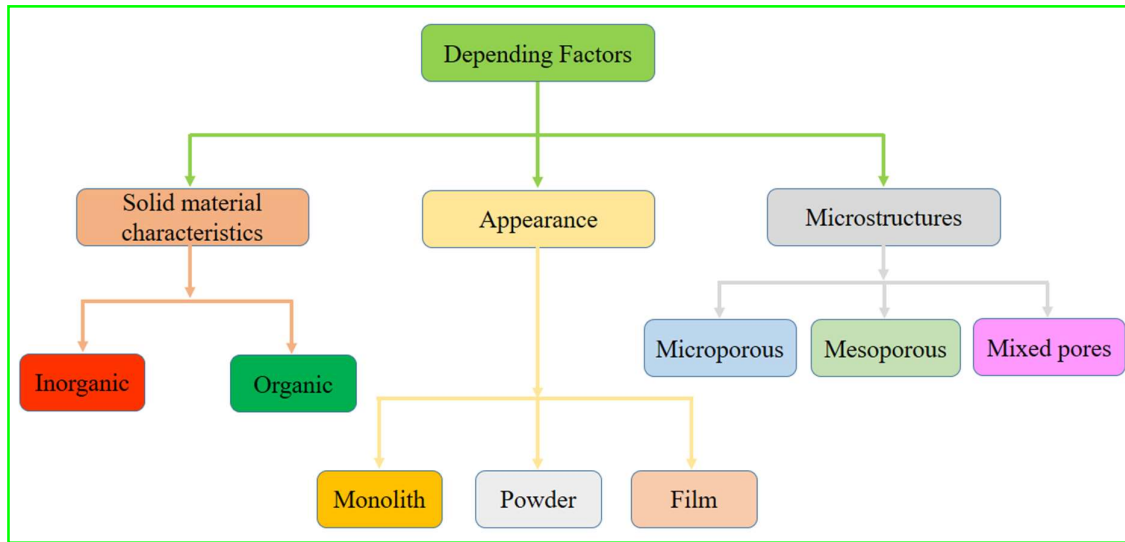 Depending Factors
Solid material
characteristics
Appearance
Microstructures
Microporous
Mesoporous
Mixed pores
Inorganic
Organic
Monolith
Powder
Film